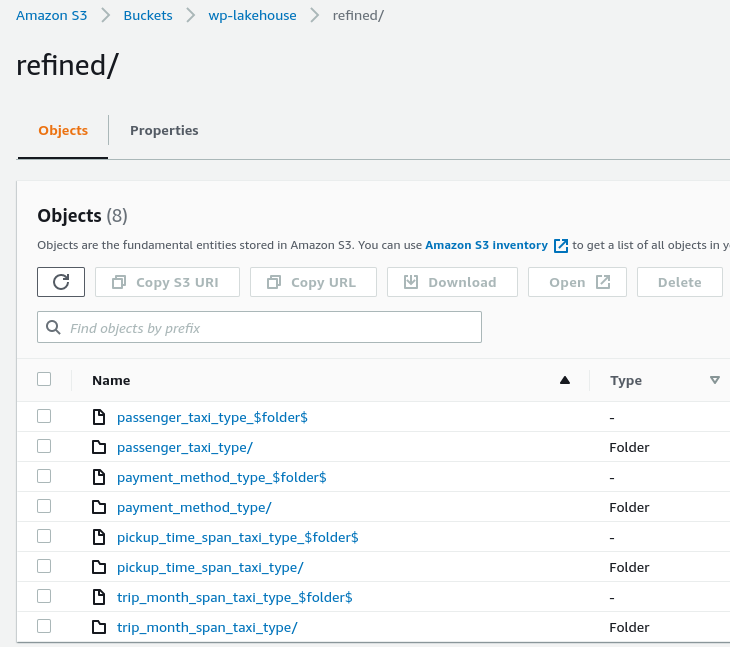 Amazon S3 > Buckets > wp-lakehouse > refined/
refined/
Objects Properties
Objects (8)
Objects are the fundamental entities stored in Amazon S3. You can use Amazon S3 inventory to get a list of all objects in
Copy S3 URI Copy URL Download Open Delete
Find objects by prefix
Name Type
passenger_taxi_type_$folder$ -
passenger_taxi_type/ Folder
payment_method_type_$folder$ -
payment_method_type/ Folder
pickup_time_span_taxi_type_$folder$ -
pickup_time_span_taxi_type/ Folder
trip_month_span_taxi_type_$folder$ -
trip_month_span_taxi_type/ Folder